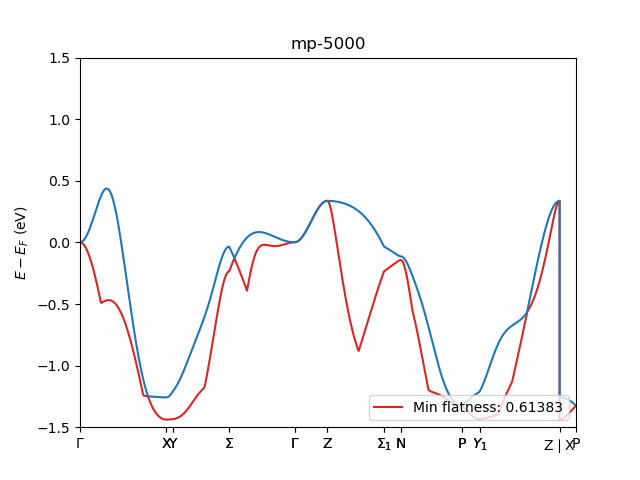 mp-5000
E − E_F (eV)
1.5
1.0
0.5
0.0
−0.5
−1.0
−1.5
Min flatness: 0.61383
Γ X Y Σ Γ Z Σ₁ N P Y₁ Z | X P